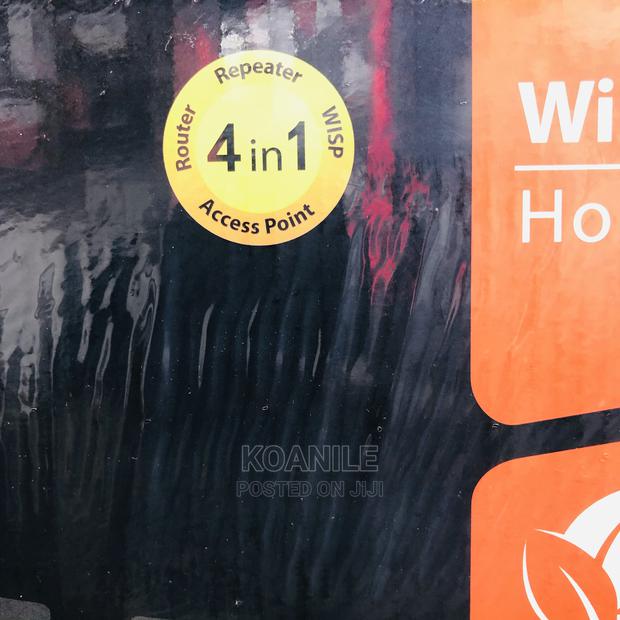 Repeater
Router
WISP
4 in 1
Access Point
Wi
Ho
KOANILE
POSTED ON JIJI